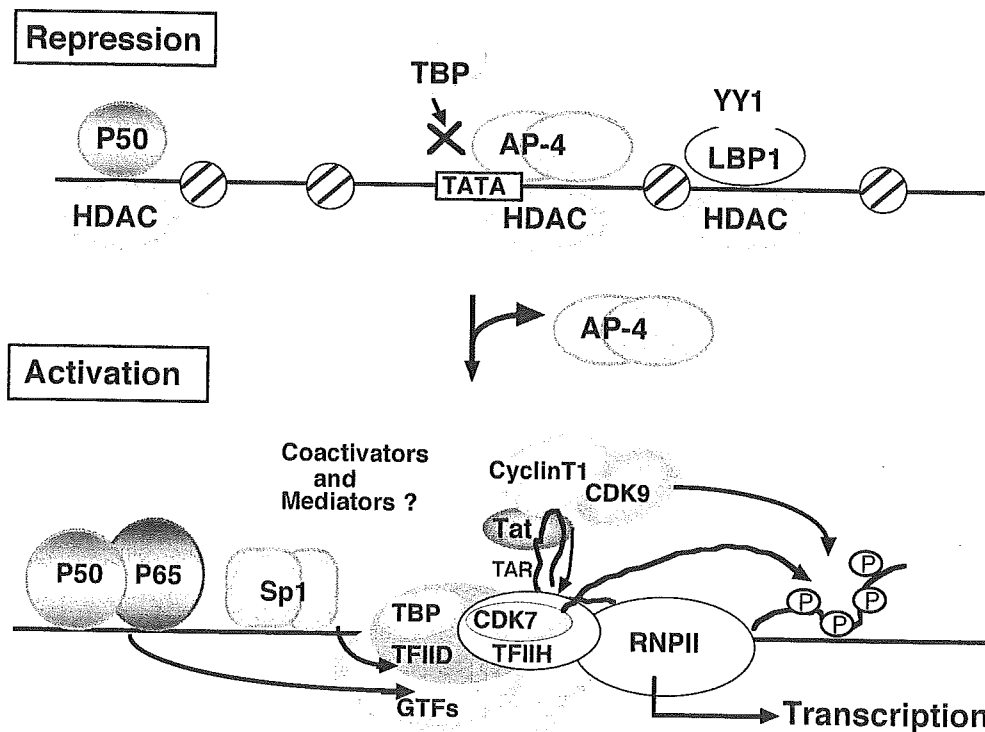 Repression
TBP
YY1
P50
AP-4
LBP1
TATA
HDAC
HDAC
HDAC
AP-4
Activation
Coactivators
and
Mediators ?
CyclinT1
CDK9
Tat
TAR
P50
P65
Sp1
TBP
CDK7
TFIID
TFIIH
RNPII
P
P
P
P
GTFs
Transcription